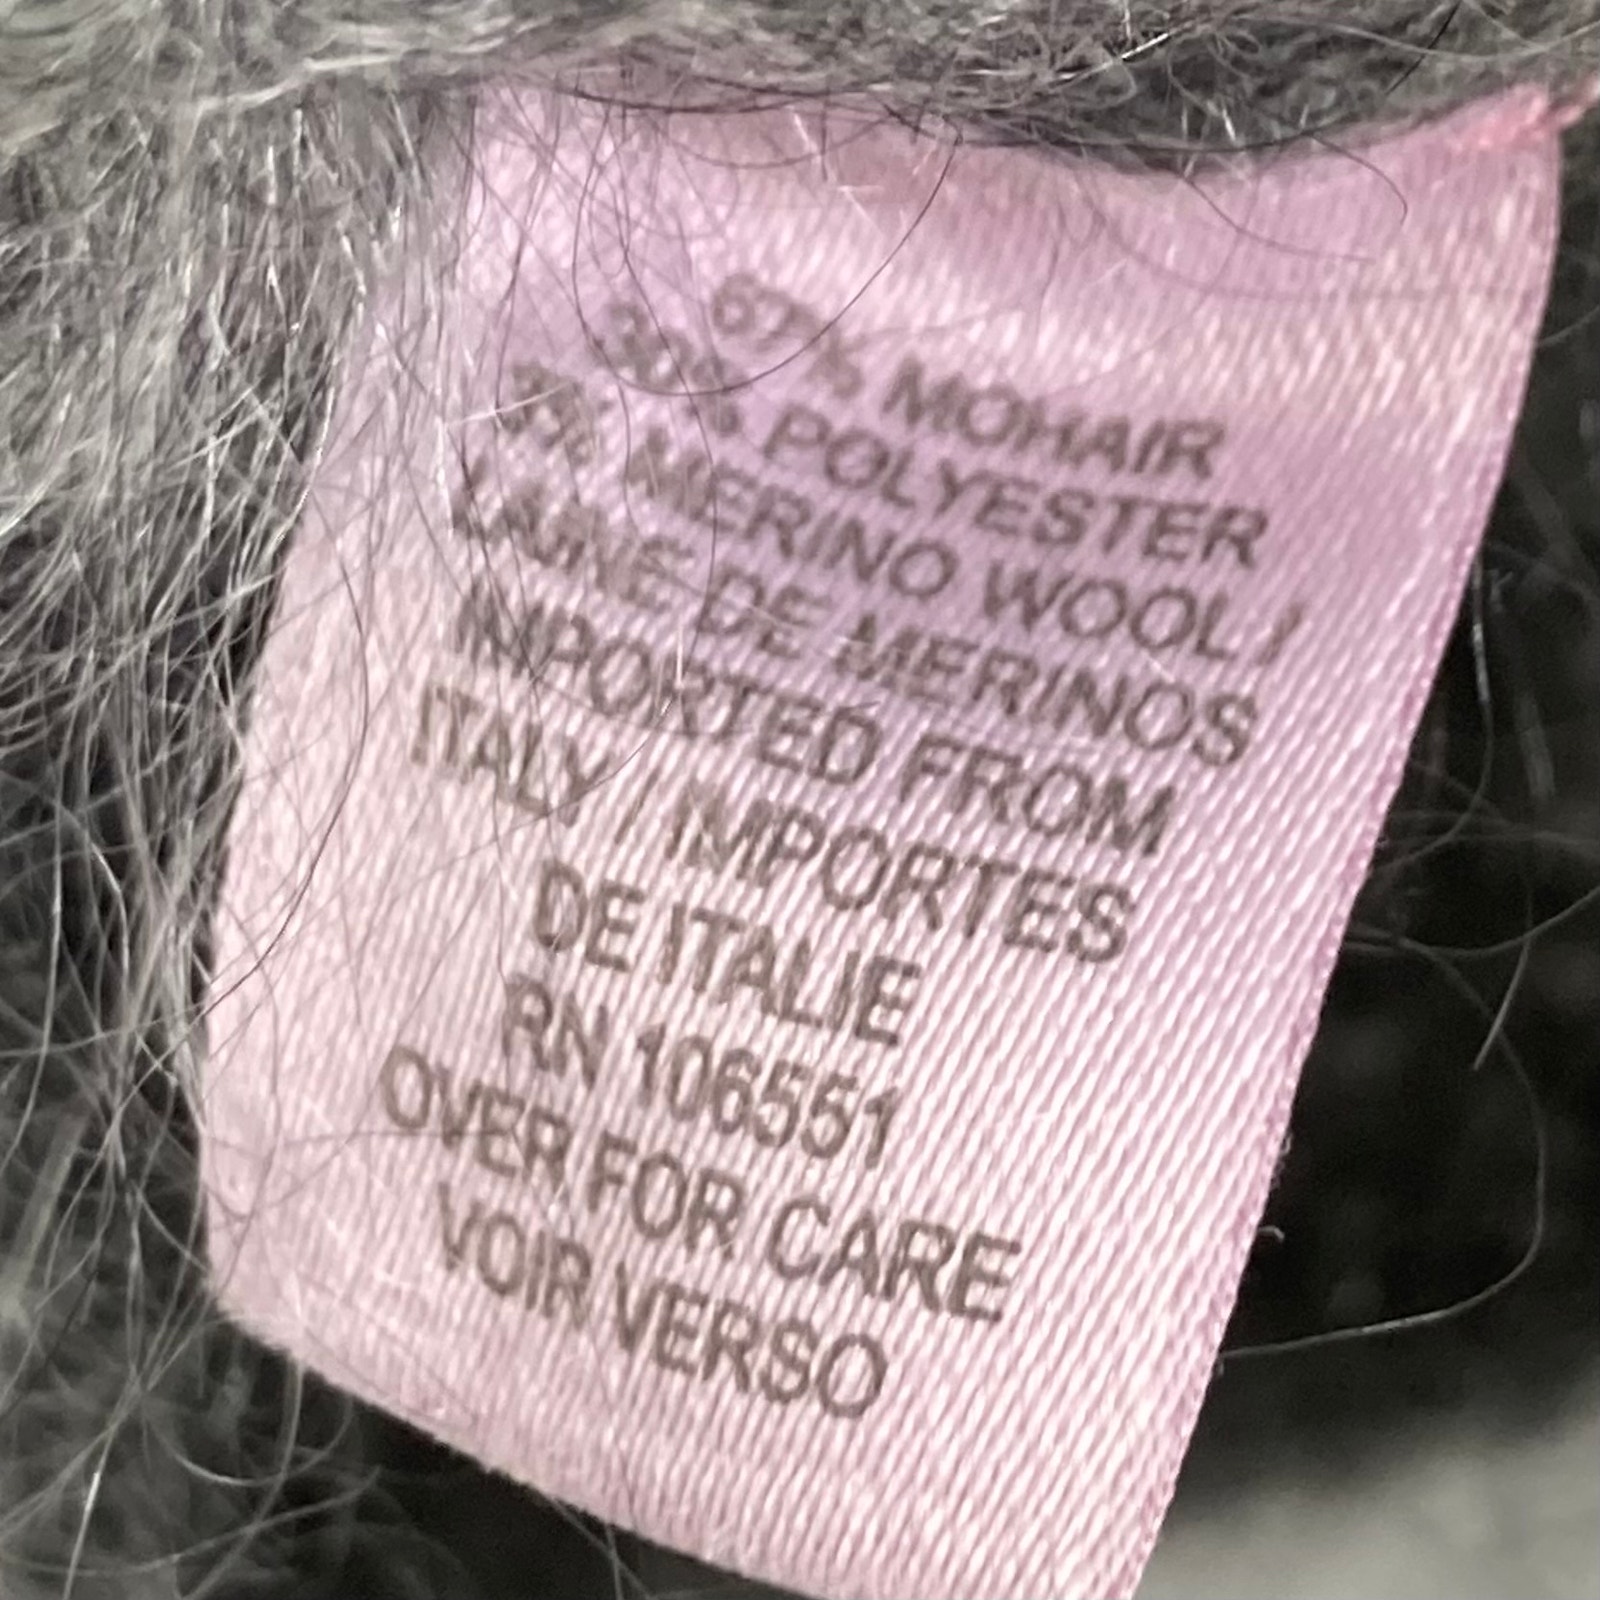 67% MOHAIR
30% POLYESTER
3% MERINO WOOL /
LAINE DE MERINOS
IMPORTED FROM
ITALY / IMPORTES
DE ITALIE
RN 106551
OVER FOR CARE
VOIR VERSO